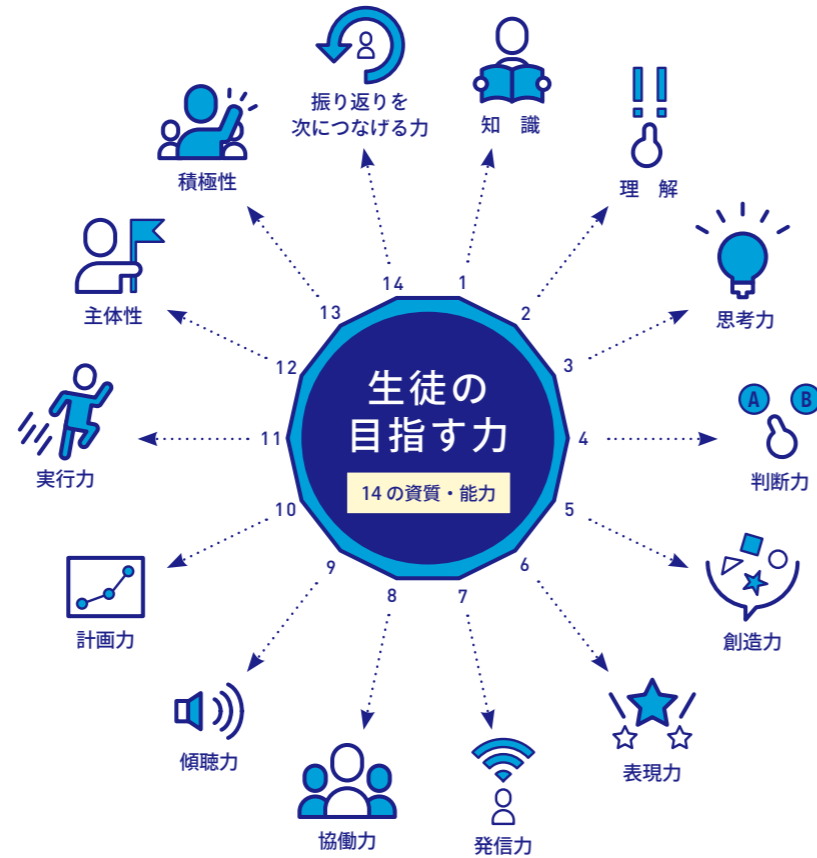 生徒の
目指す力
14の資質・能力
1
知 識
2
理 解
3
思考力
4
A
B
判断力
5
創造力
6
表現力
7
発信力
8
協働力
9
傾聴力
10
計画力
11
実行力
12
主体性
13
積極性
14
振り返りを
次につなげる力